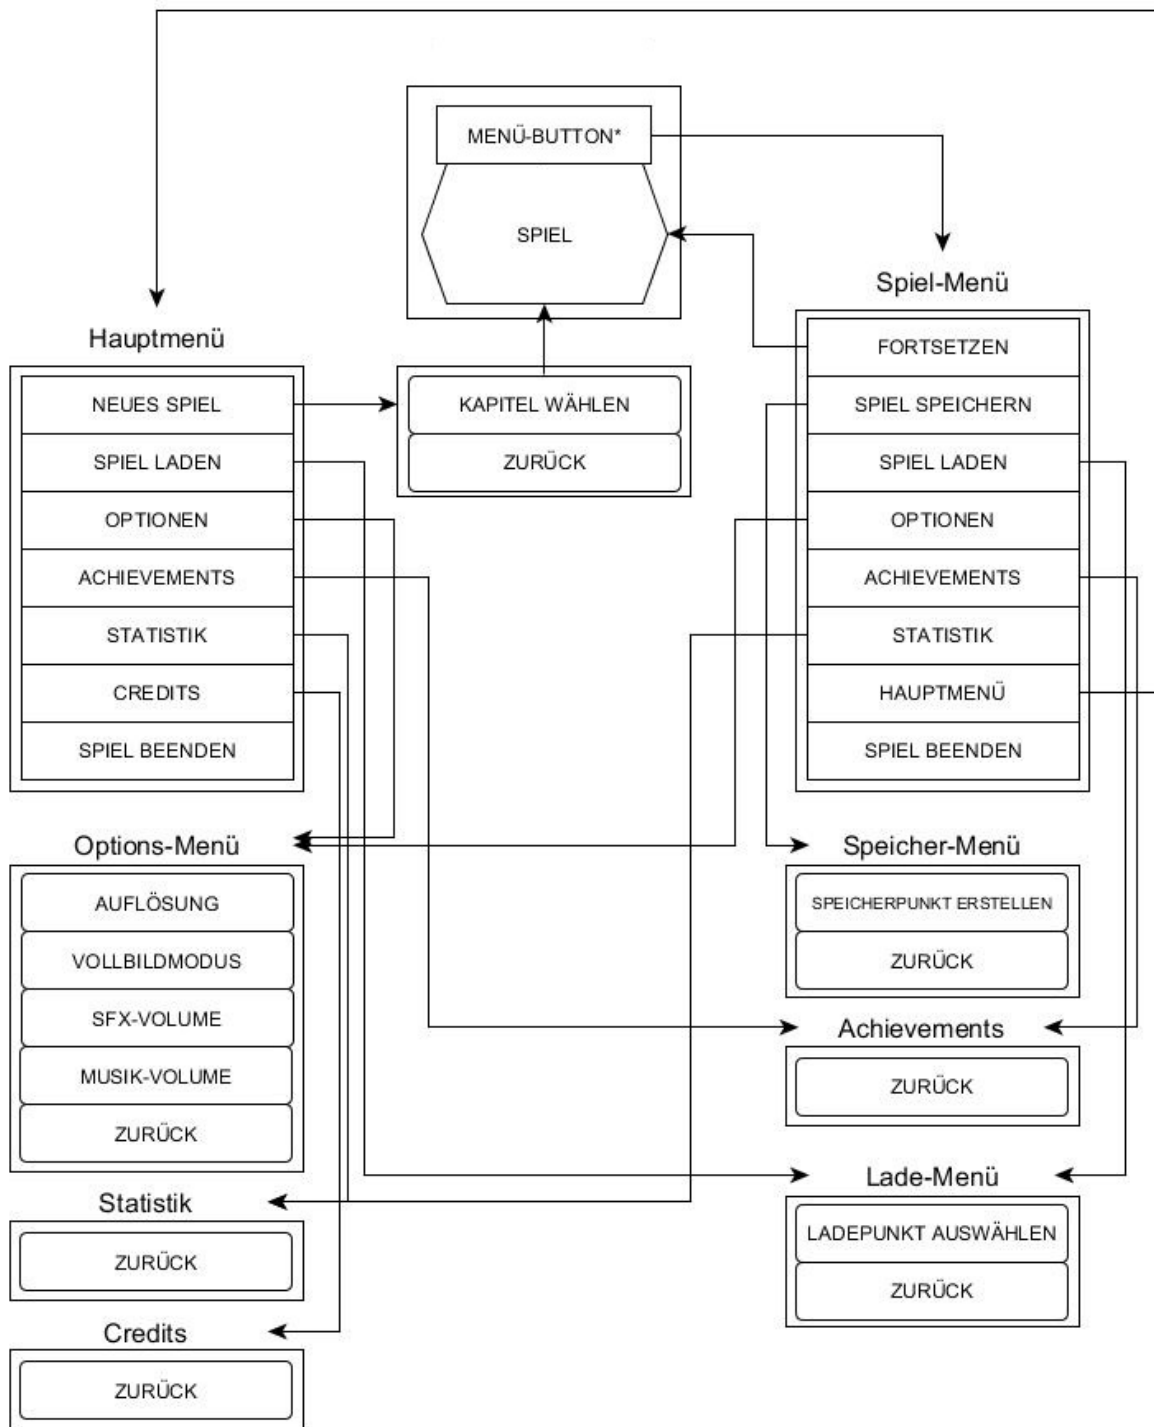 MENÜ-BUTTON*
SPIEL
Hauptmenü
NEUES SPIEL
SPIEL LADEN
OPTIONEN
ACHIEVEMENTS
STATISTIK
CREDITS
SPIEL BEENDEN
KAPITEL WÄHLEN
ZURÜCK
Spiel-Menü
FORTSETZEN
SPIEL SPEICHERN
SPIEL LADEN
OPTIONEN
ACHIEVEMENTS
STATISTIK
HAUPTMENÜ
SPIEL BEENDEN
Options-Menü
AUFLÖSUNG
VOLLBILDMODUS
SFX-VOLUME
MUSIK-VOLUME
ZURÜCK
Statistik
ZURÜCK
Credits
ZURÜCK
Speicher-Menü
SPEICHERPUNKT ERSTELLEN
ZURÜCK
Achievements
ZURÜCK
Lade-Menü
LADEPUNKT AUSWÄHLEN
ZURÜCK